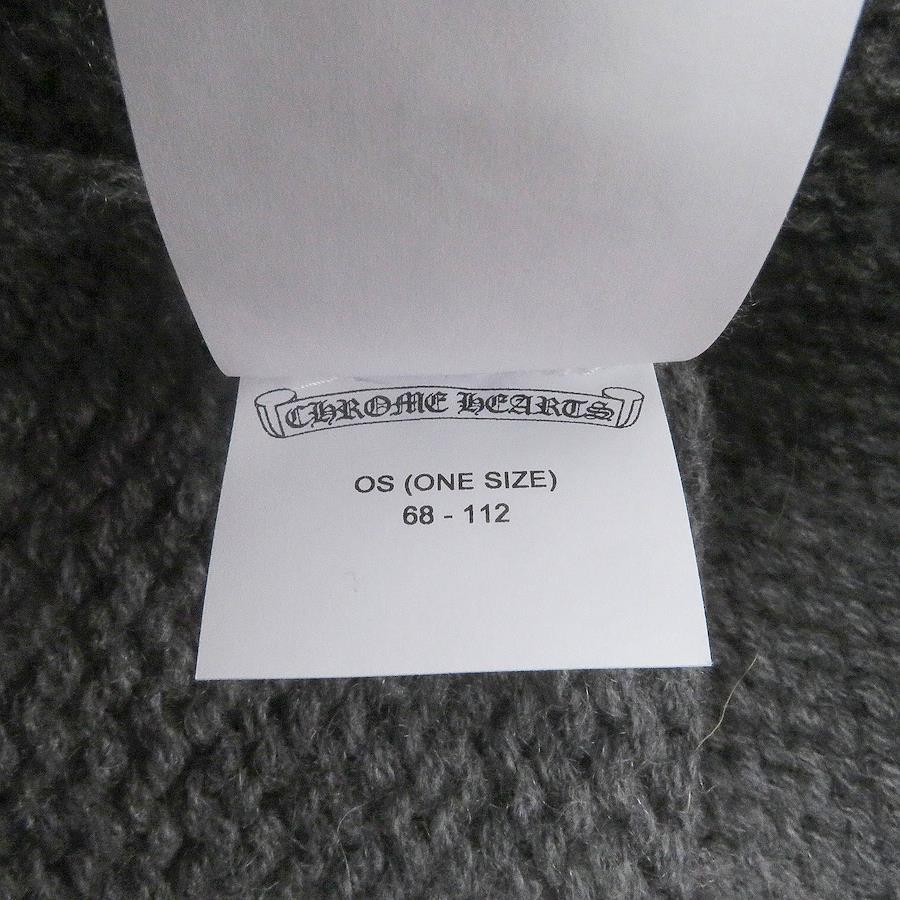 CHROME HEARTS
OS (ONE SIZE)
68 - 112